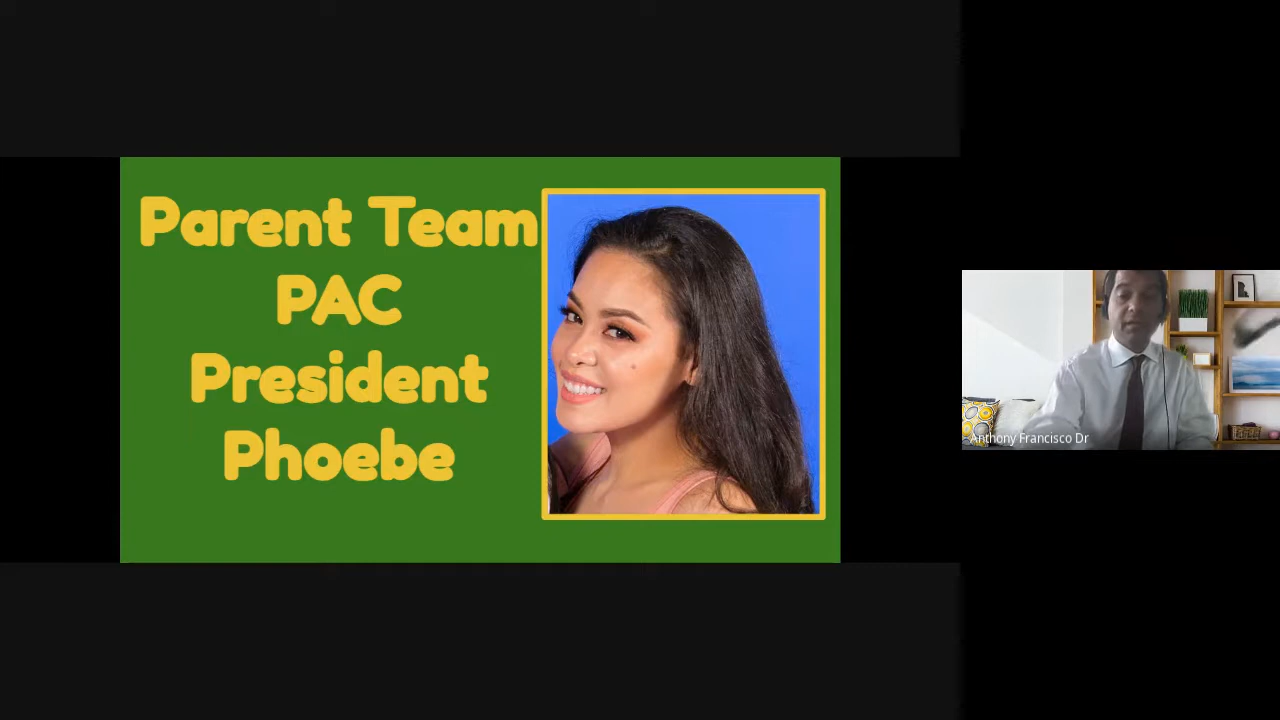 Parent Team
PAC
President
Phoebe
Anthony Francisco Dr